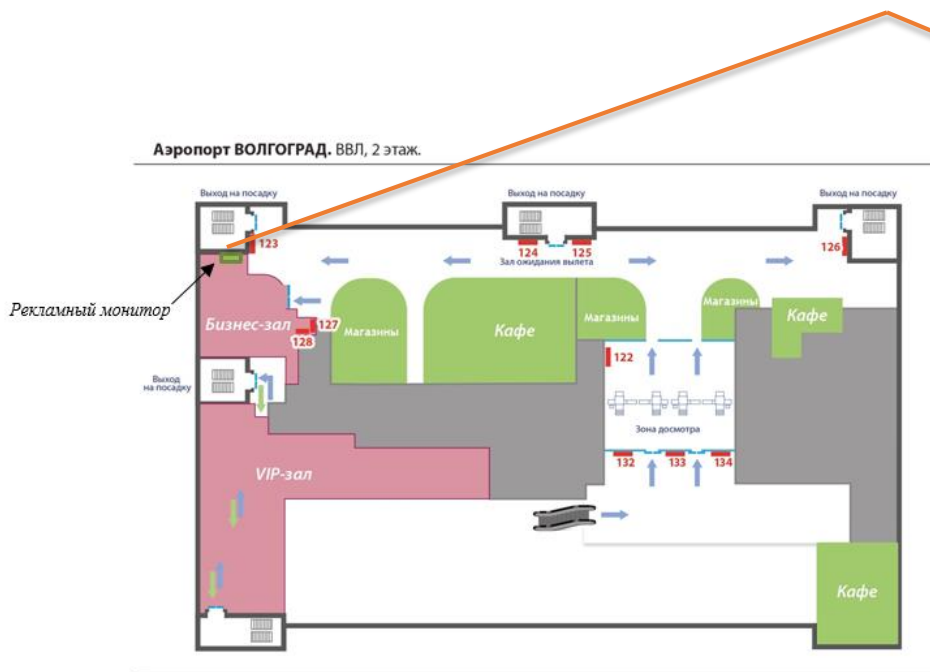 Аэропорт ВОЛГОГРАД. ВВЛ, 2 этаж.
Выход на посадку
Выход на посадку
Выход на посадку
123
124
125
126
Зал ожидания вылета
Рекламный монитор
Бизнес-зал
127
128
Магазины
Кафе
Магазины
Магазины
Кафе
122
Выход
на посадку
Зона досмотра
132
133
134
VIP-зал
Кафе